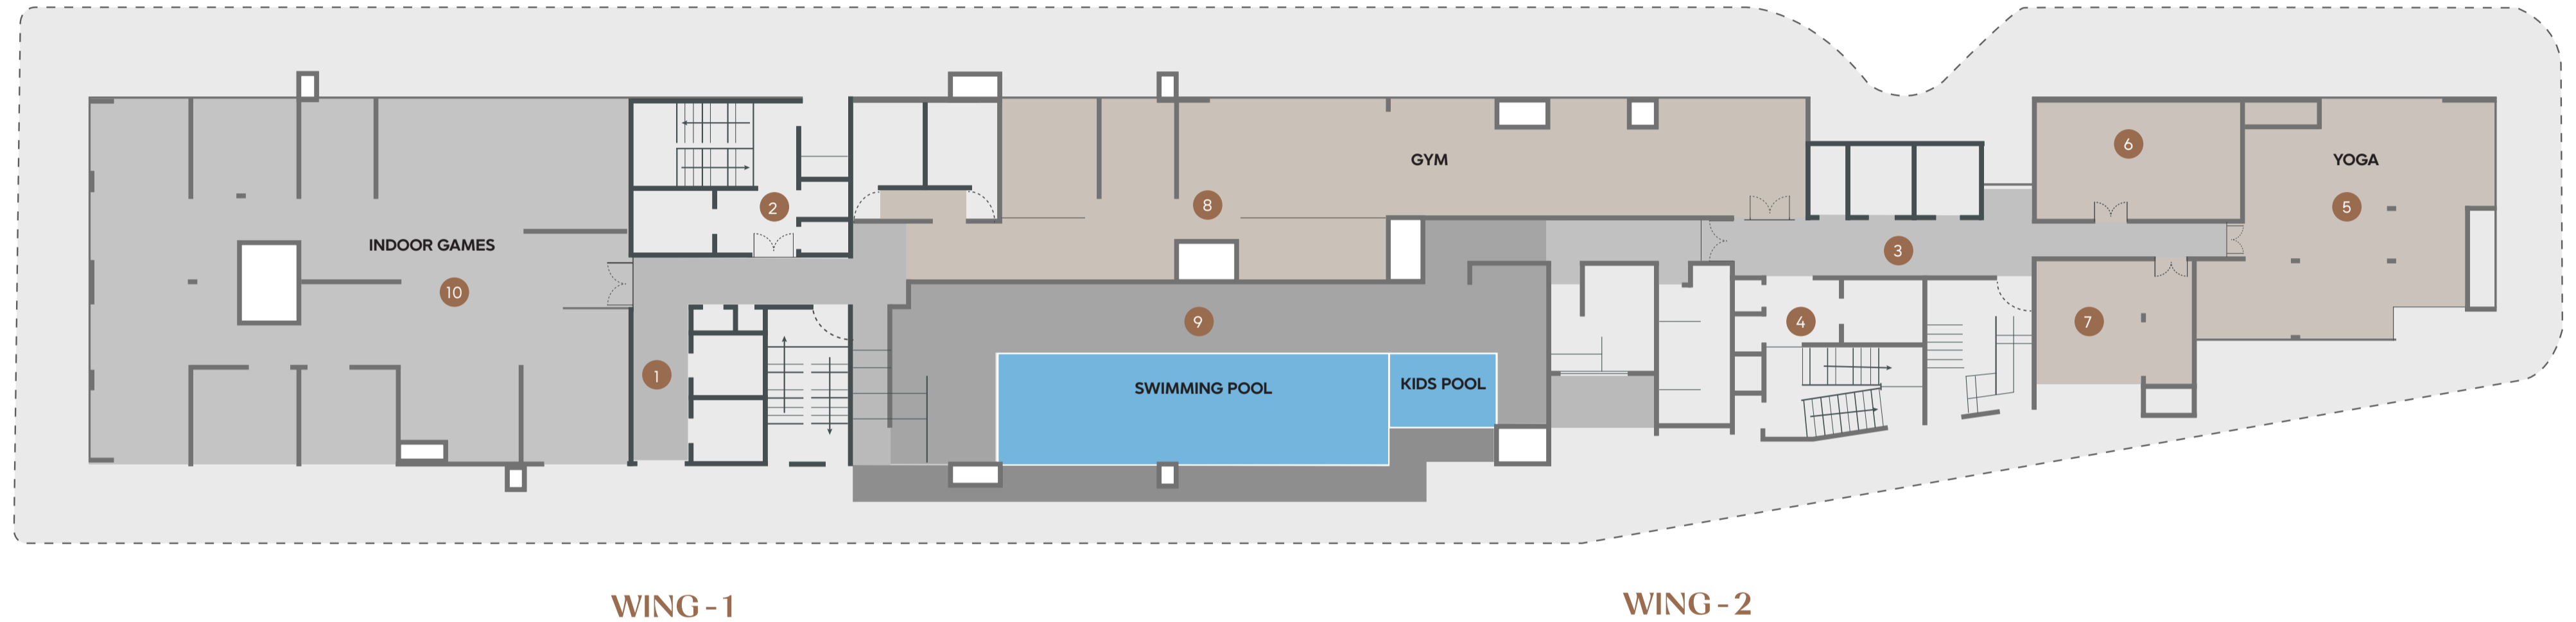 6
GYM
YOGA
8
2
5
INDOOR GAMES
3
10
9
7
4
1
SWIMMING POOL
KIDS POOL
WING - 1
WING - 2